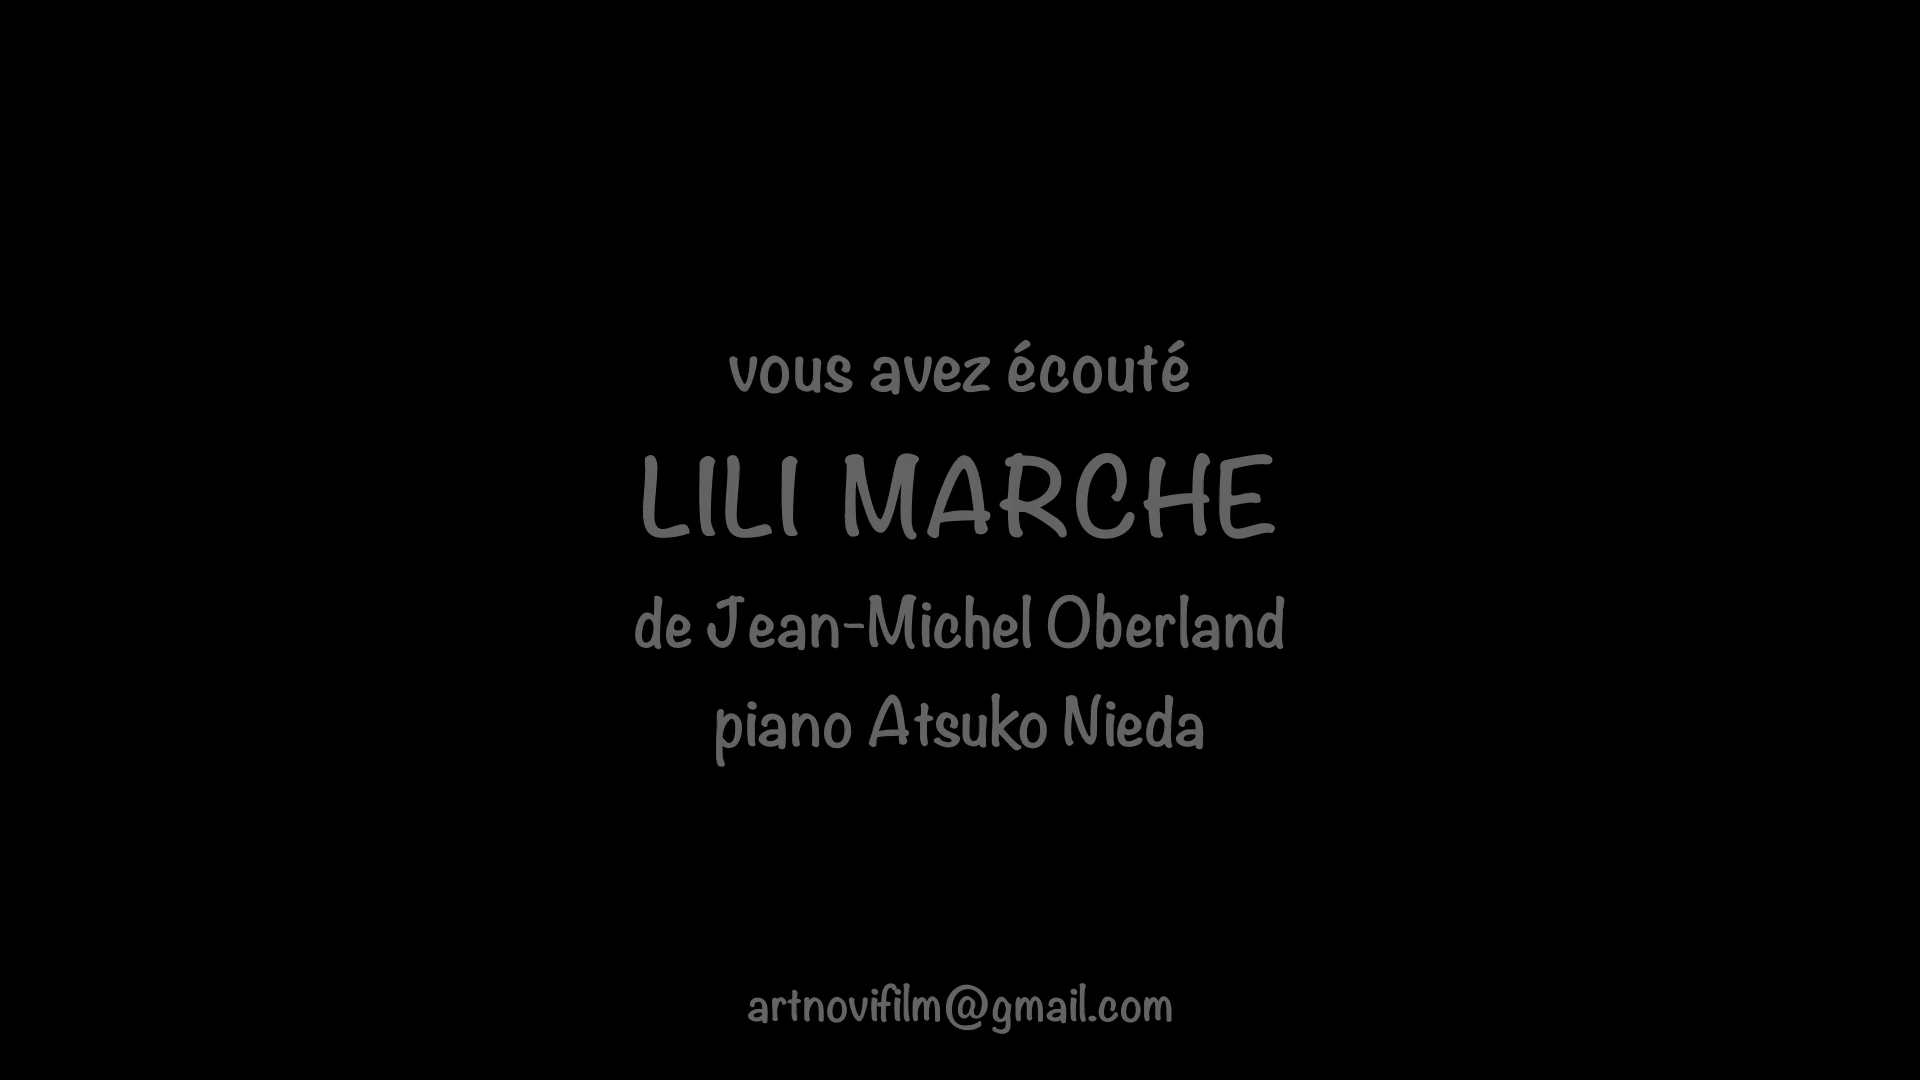 vous avez écouté
LILI MARCHE
de Jean-Michel Oberland
piano Atsuko Nieda
artnovifilm@gmail.com